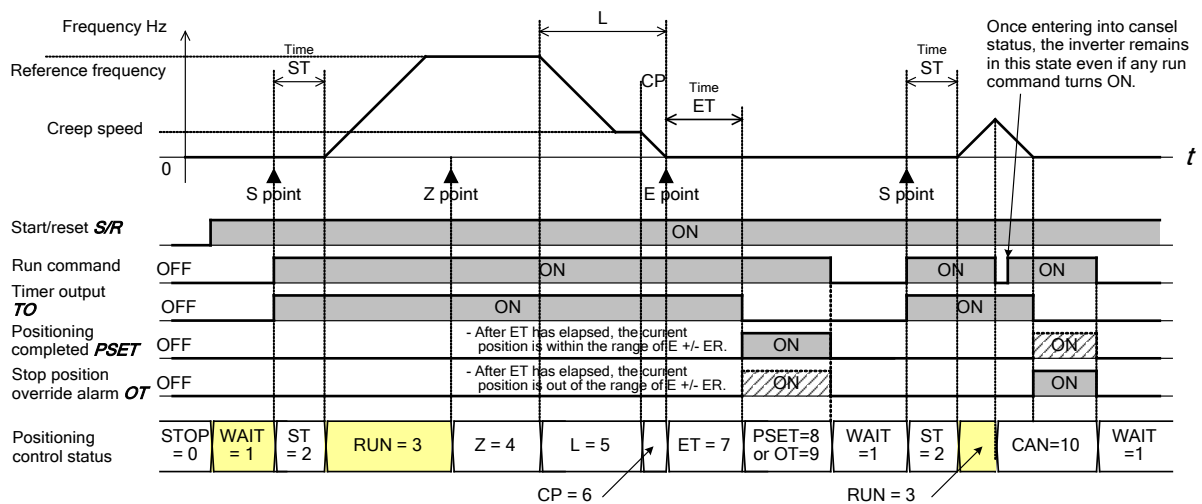 Frequency Hz
L
Once entering into cansel
status, the inverter remains
in this state even if any run
command turns ON.
Time
ST
Time
ST
Reference frequency
CP
Time
ET
Creep speed
0
t
S point
Z point
E point
S point
Start/reset S/R
ON
Run command
OFF
ON
ON
ON
Timer output
TO
OFF
ON
ON
Positioning
completed PSET
OFF
- After ET has elapsed, the current
position is within the range of E +/- ER.
ON
ON
Stop position
override alarm OT
OFF
- After ET has elapsed, the current
position is out of the range of E +/- ER.
ON
ON
Positioning
control status
STOP
= 0
WAIT
= 1
ST
= 2
RUN = 3
Z = 4
L = 5
ET = 7
PSET=8
or OT=9
WAIT
=1
ST
= 2
CAN=10
WAIT
=1
CP = 6
RUN = 3